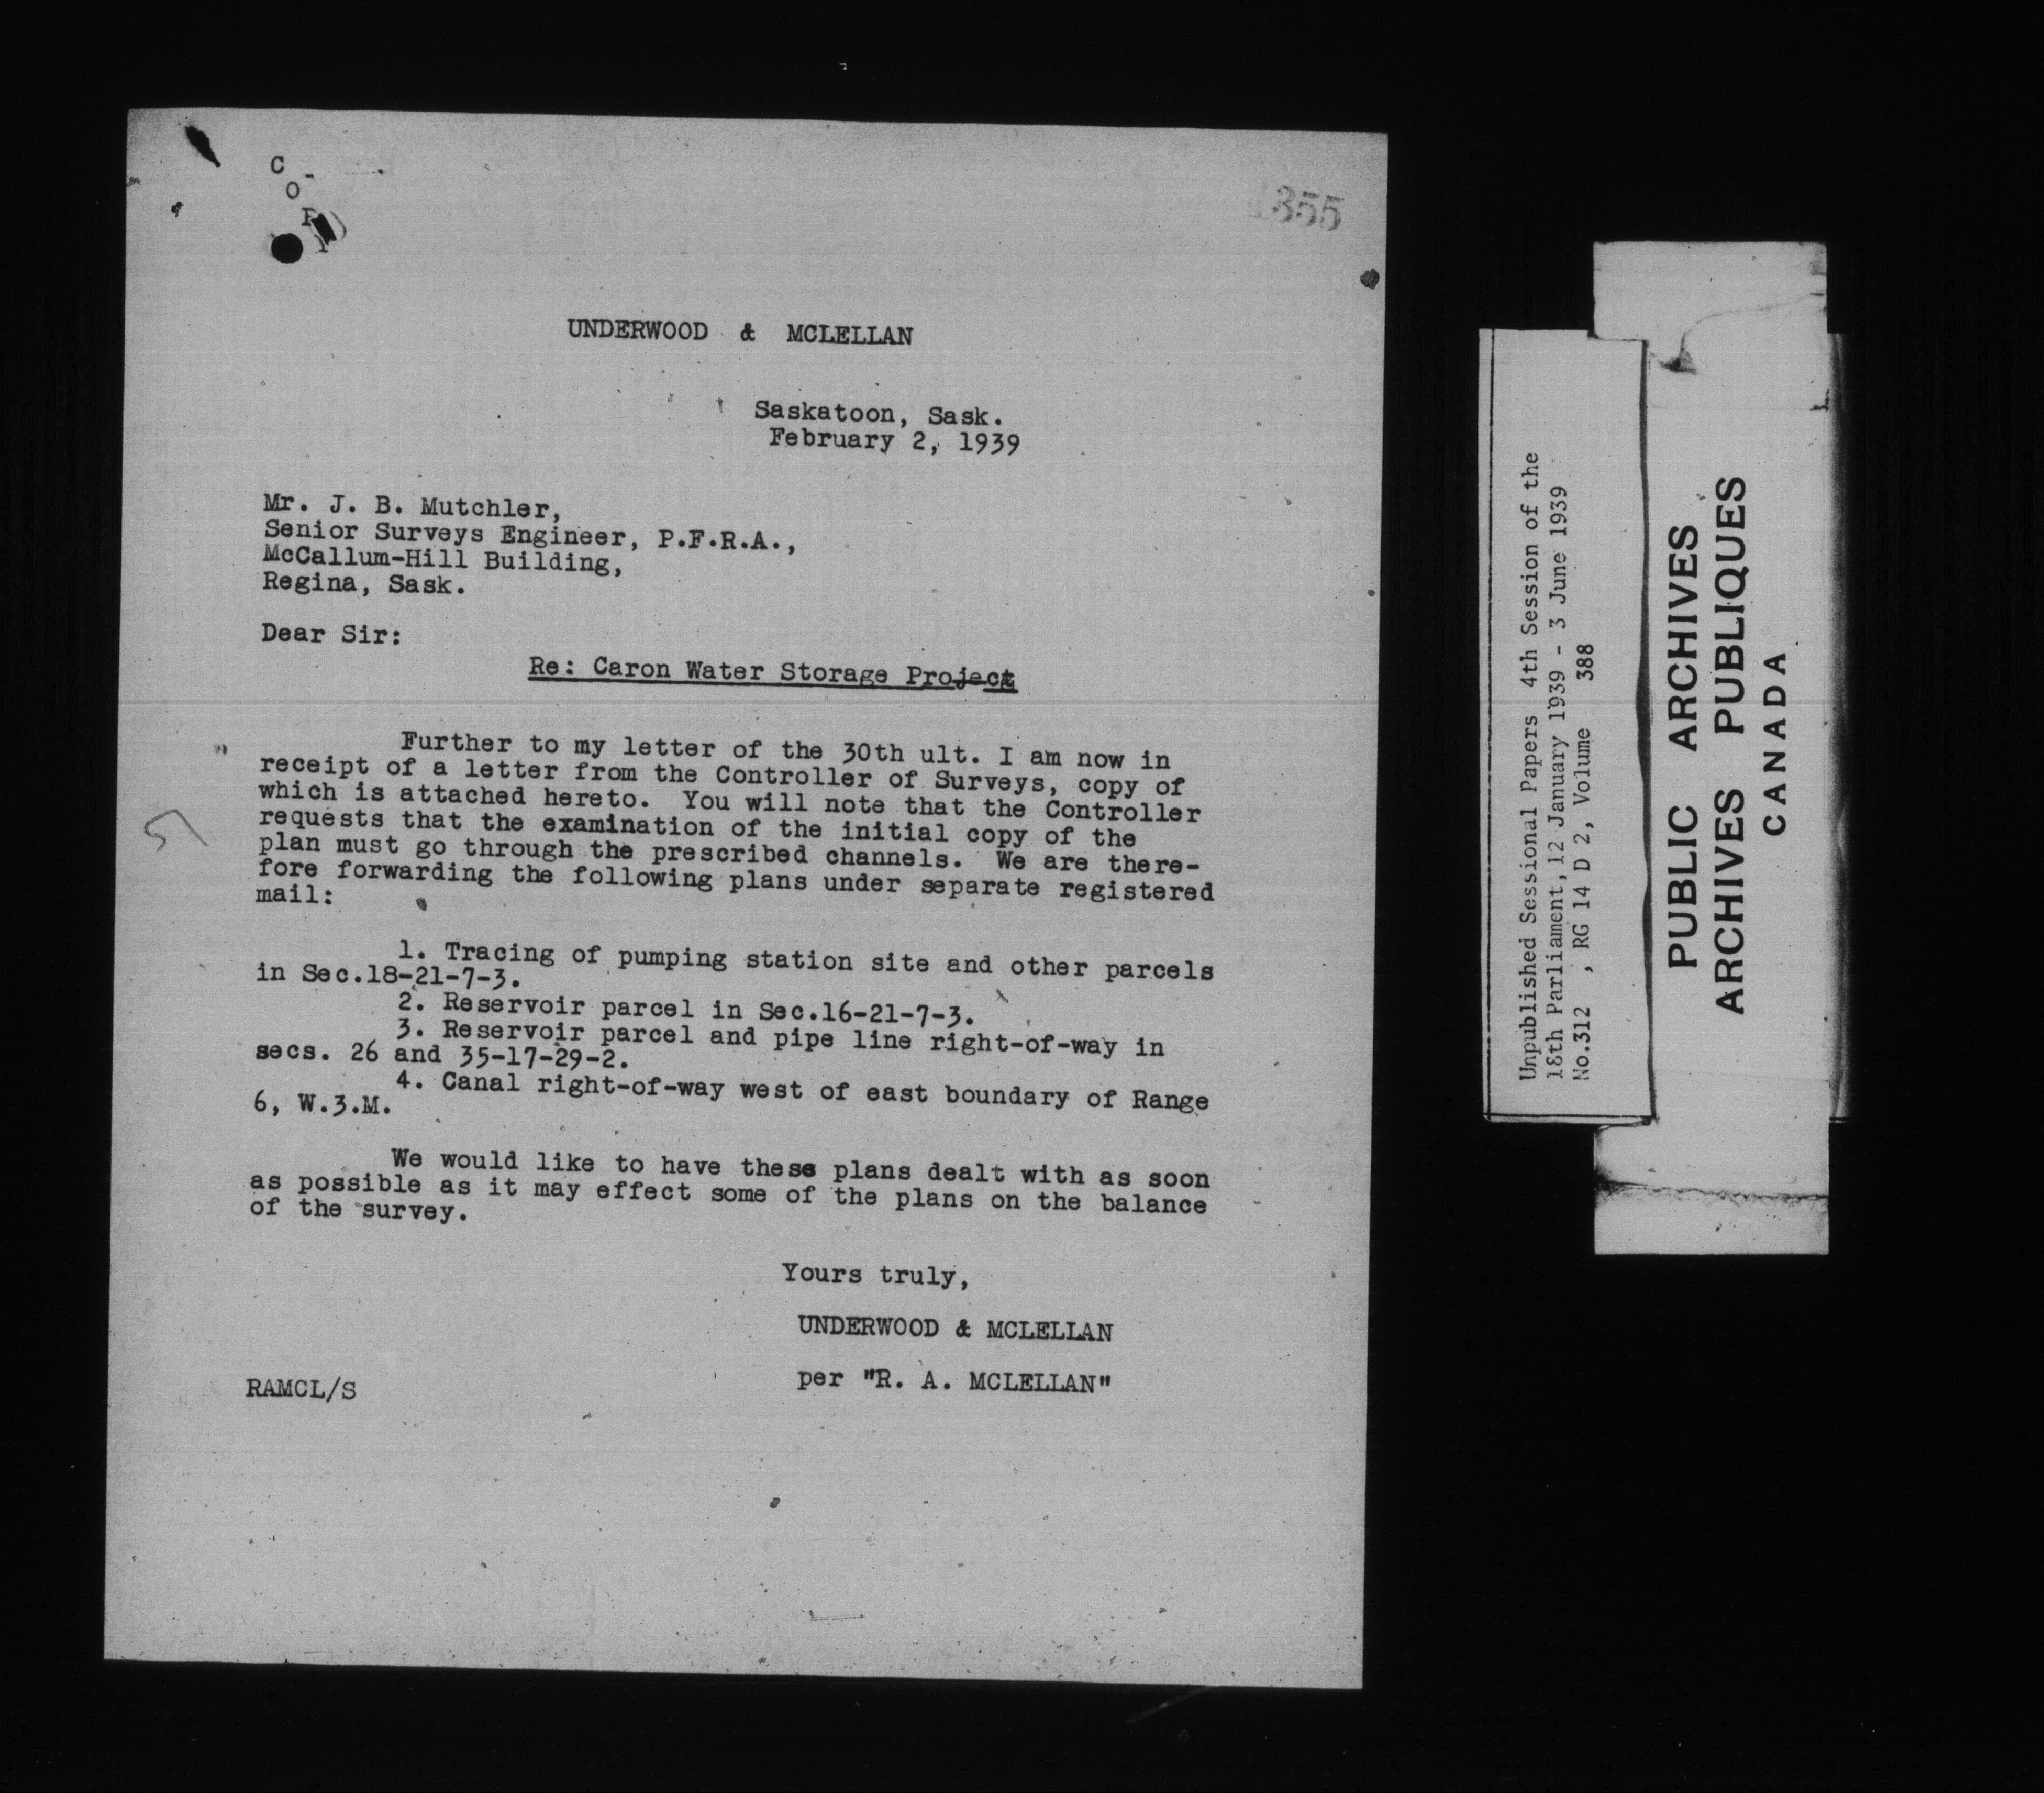 C
O
P
Y
1355
UNDERWOOD & MCLELLAN
Saskatoon, Sask.
February 2, 1939
Mr. J. B. Mutchler,
Senior Surveys Engineer, P.F.R.A.,
McCallum-Hill Building,
Regina, Sask.
Dear Sir:
Re: Caron Water Storage Project
Further to my letter of the 30th ult. I am now in
receipt of a letter from the Controller of Surveys, copy of
which is attached hereto. You will note that the Controller
requests that the examination of the initial copy of the
plan must go through the prescribed channels. We are there-
fore forwarding the following plans under separate registered
mail:
1. Tracing of pumping station site and other parcels
in Sec.18-21-7-3.
2. Reservoir parcel in Sec.16-21-7-3.
3. Reservoir parcel and pipe line right-of-way in
secs. 26 and 35-17-29-2.
4. Canal right-of-way west of east boundary of Range
6, W.3.M.
We would like to have these plans dealt with as soon
as possible as it may effect some of the plans on the balance
of the survey.
Yours truly,
UNDERWOOD & MCLELLAN
per "R. A. MCLELLAN"
RAMCL/S
Unpublished Sessional Papers 4th Session of the
18th Parliament, 12 January 1939 - 3 June 1939
No.312 , RG 14 D 2, Volume 388
PUBLIC ARCHIVES
ARCHIVES PUBLIQUES
CANADA